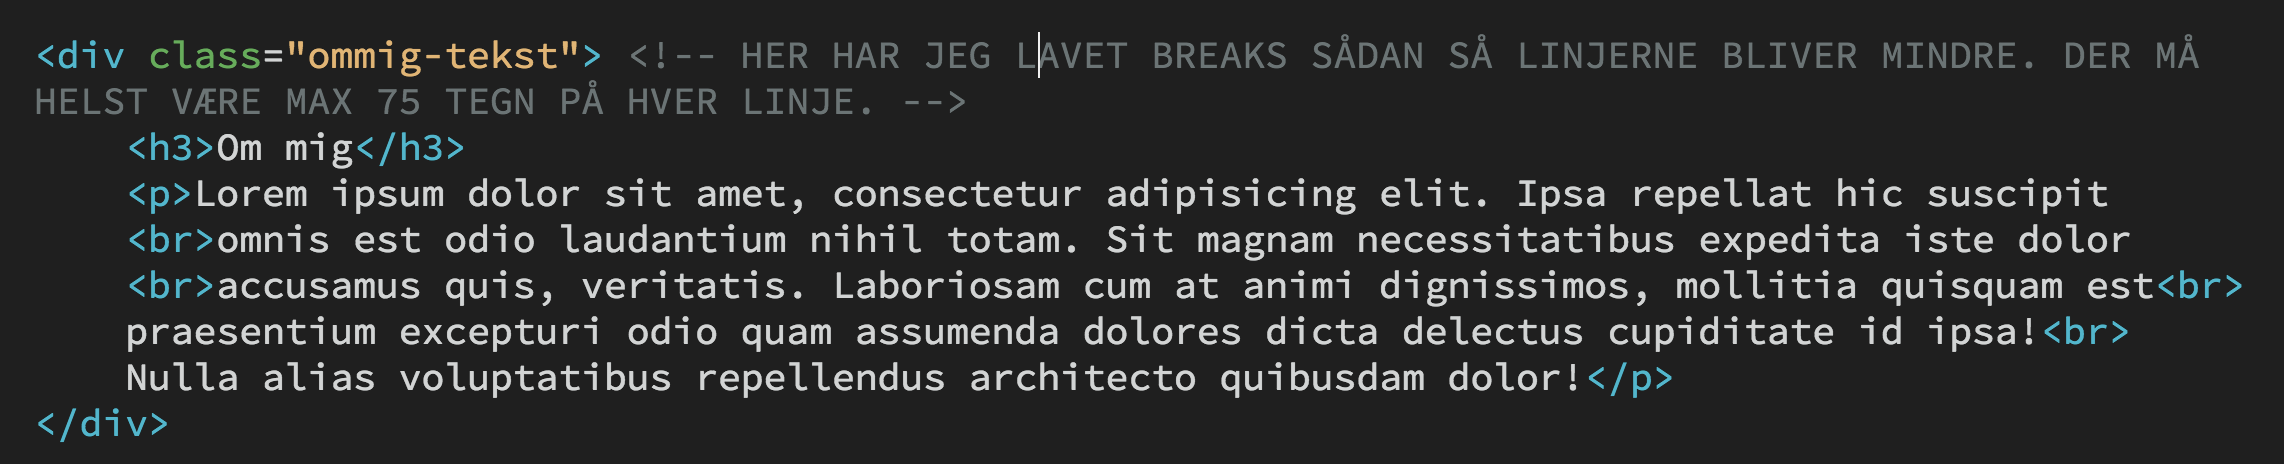 <div class="ommig-tekst"> <!-- HER HAR JEG LAVET BREAKS SÅDAN SÅ LINJERNE BLIVER MINDRE. DER MÅ
HELST VÆRE MAX 75 TEGN PÅ HVER LINJE. -->
<h3>Om mig</h3>
<p>Lorem ipsum dolor sit amet, consectetur adipisicing elit. Ipsa repellat hic suscipit
<br>omnis est odio laudantium nihil totam. Sit magnam necessitatibus expedita iste dolor
<br>accusamus quis, veritatis. Laboriosam cum at animi dignissimos, mollitia quisquam est<br>
praesentium excepturi odio quam assumenda dolores dicta delectus cupiditate id ipsa!<br>
Nulla alias voluptatibus repellendus architecto quibusdam dolor!</p>
</div>